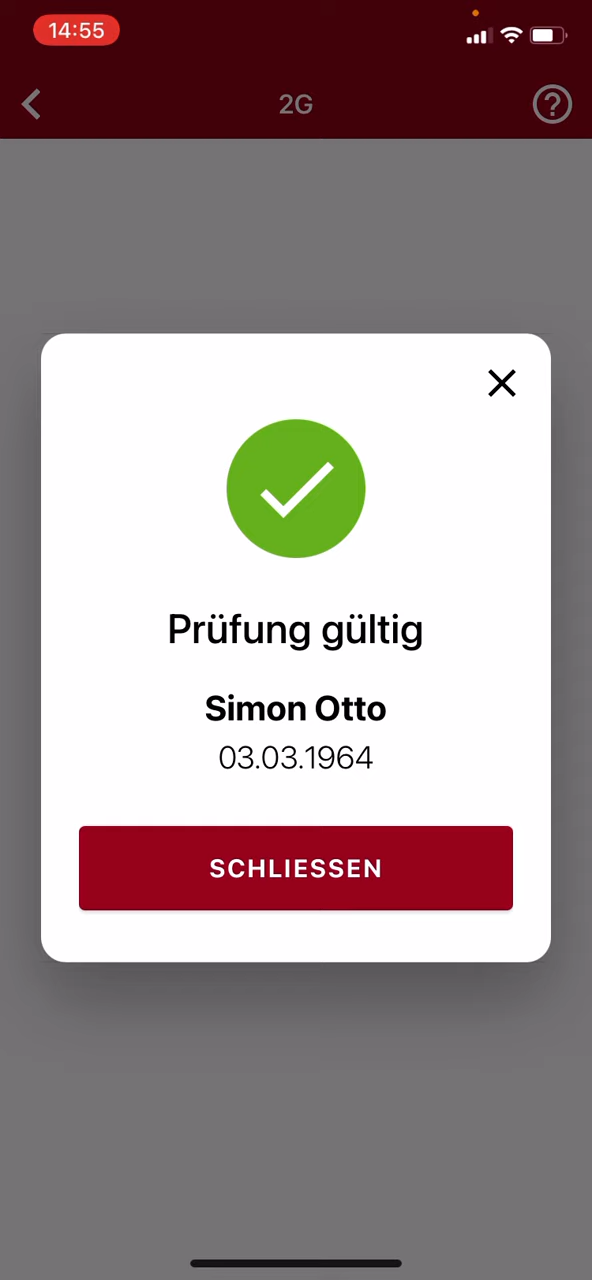 14:55
2G
?
Prüfung gültig
Simon Otto
03.03.1964
SCHLIESSEN